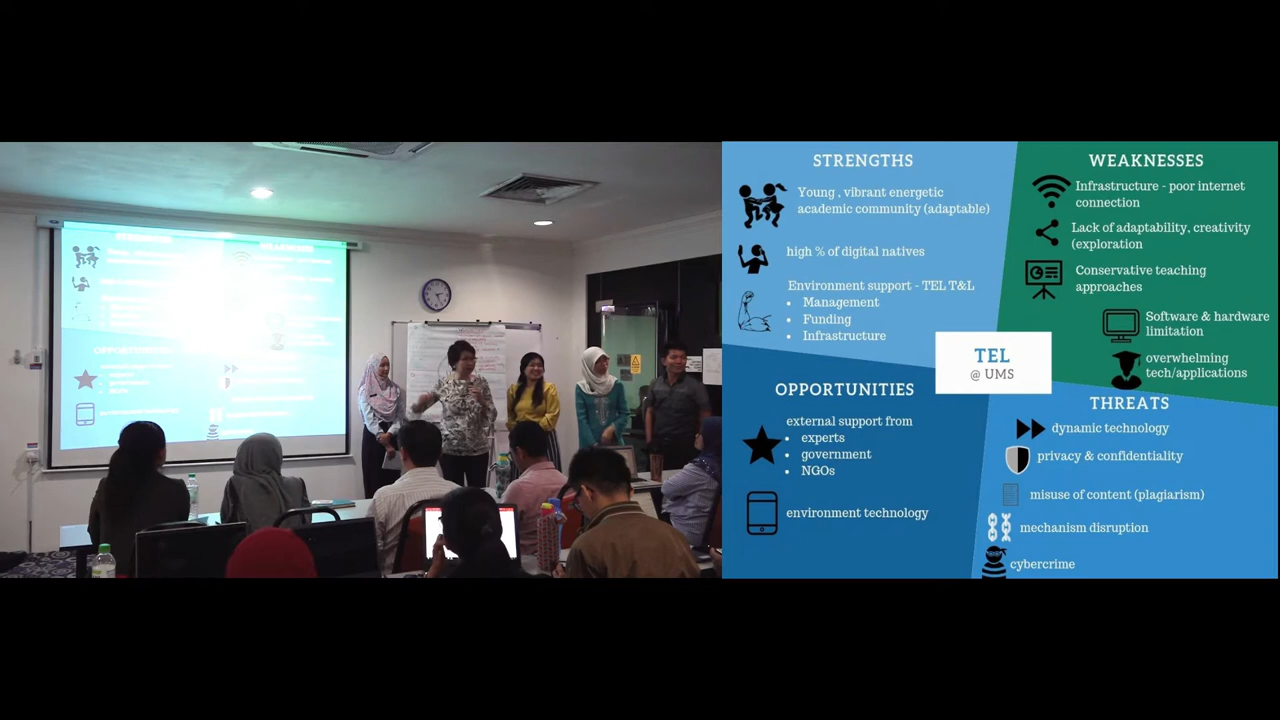 STRENGTHS
Young , vibrant energetic
academic community (adaptable)
high % of digital natives
Environment support - TEL T&L
• Management
• Funding
• Infrastructure
WEAKNESSES
Infrastructure - poor internet
connection
Lack of adaptability, creativity
(exploration
Conservative teaching
approaches
Software & hardware
limitation
overwhelming
tech/applications
TEL
@ UMS
OPPORTUNITIES
external support from
• experts
• government
• NGOs
environment technology
THREATS
dynamic technology
privacy & confidentiality
misuse of content (plagiarism)
mechanism disruption
cybercrime